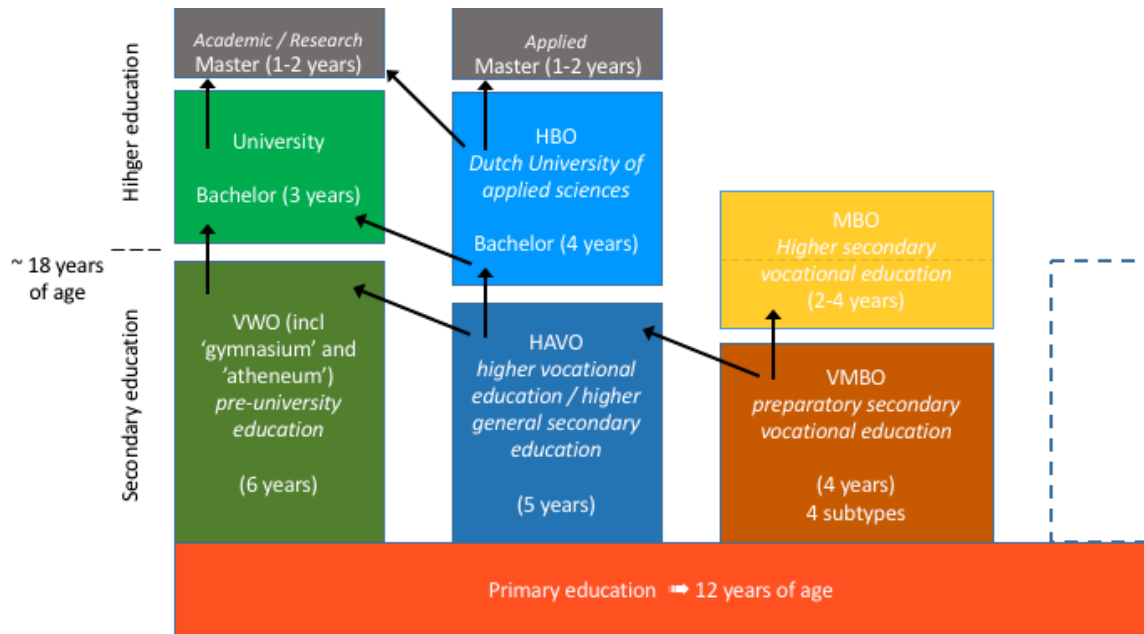 Academic / Research
Master (1-2 years)
Applied
Master (1-2 years)
Hihger education
University
Bachelor (3 years)
HBO
Dutch University of
applied sciences
Bachelor (4 years)
MBO
Higher secondary
vocational education
(2-4 years)
~ 18 years
of age
Secondary education
VWO (incl
‘gymnasium’ and
’atheneum’)
pre-university
education
(6 years)
HAVO
higher vocational
education / higher
general secondary
education
(5 years)
VMBO
preparatory secondary
vocational education
(4 years)
4 subtypes
Primary education ➡ 12 years of age